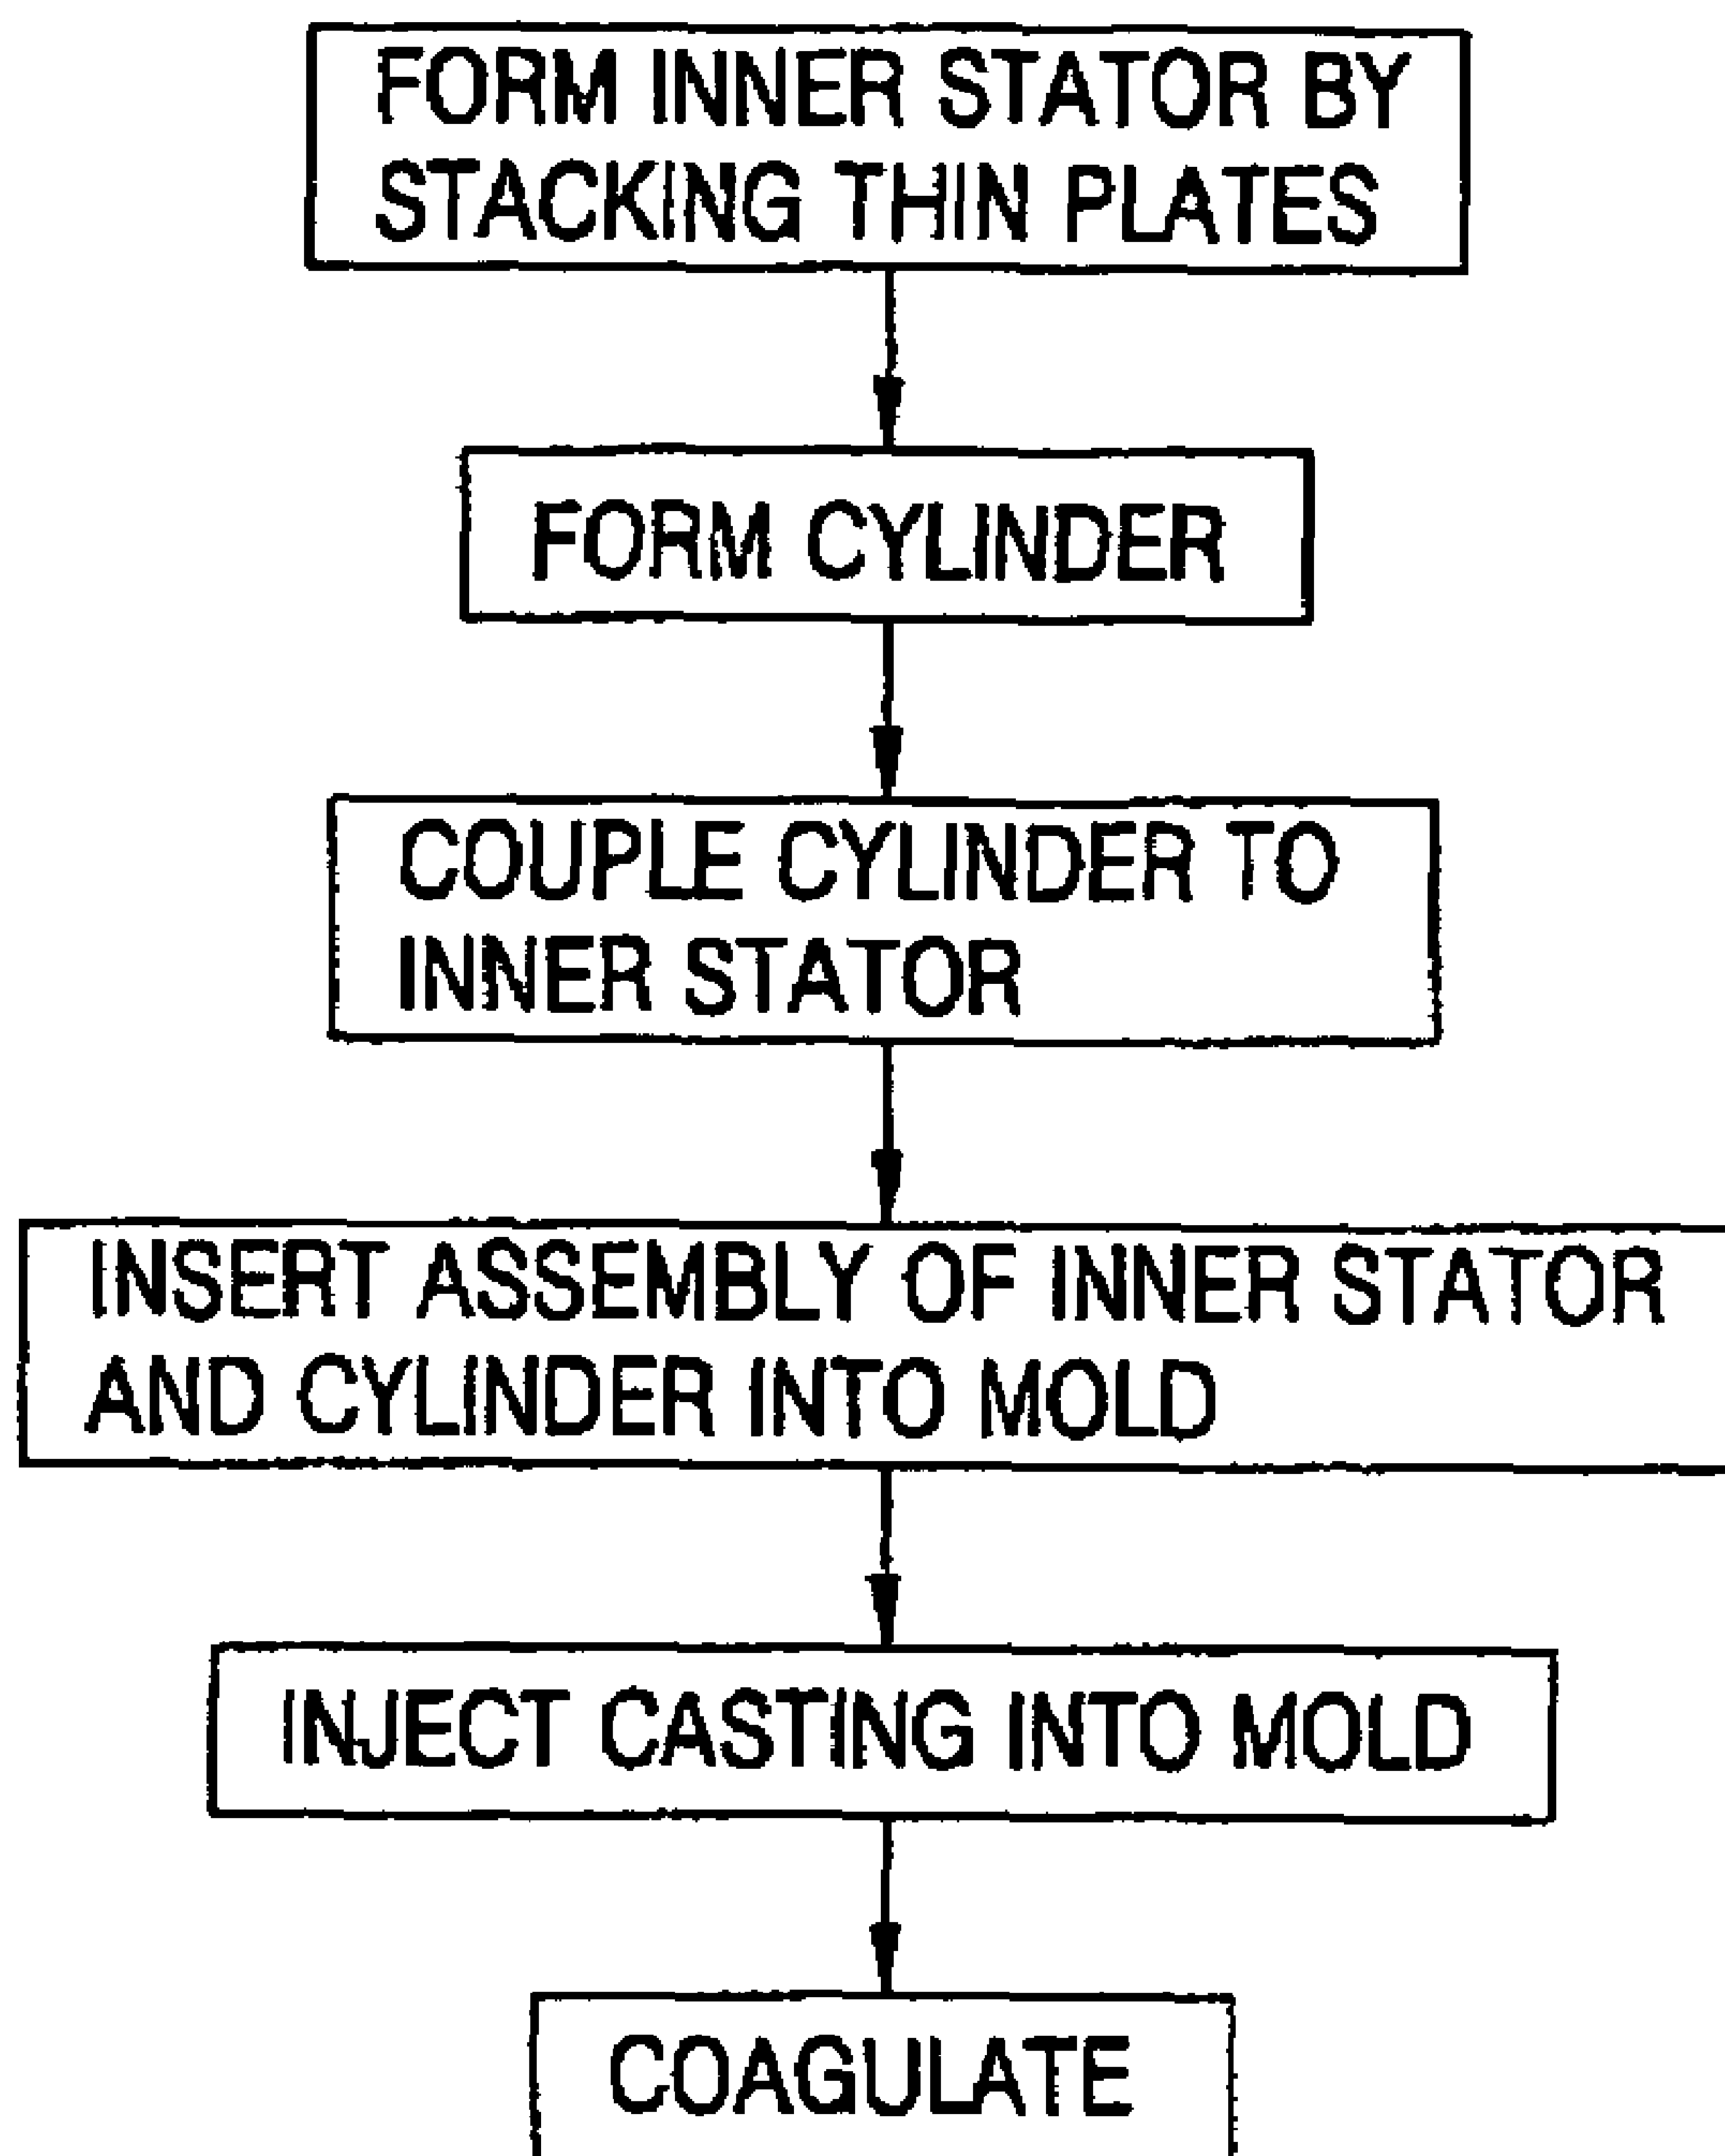 FORM INNER STATOR BY
STACKING THIN PLATES
FORM CYLINDER
COUPLE CYLINDER TO
INNER STATOR
INSERT ASSEMBLY OF INNER STATOR
AND CYLINDER INTO MOLD
INJECT CASTING INTO MOLD
COAGULATE